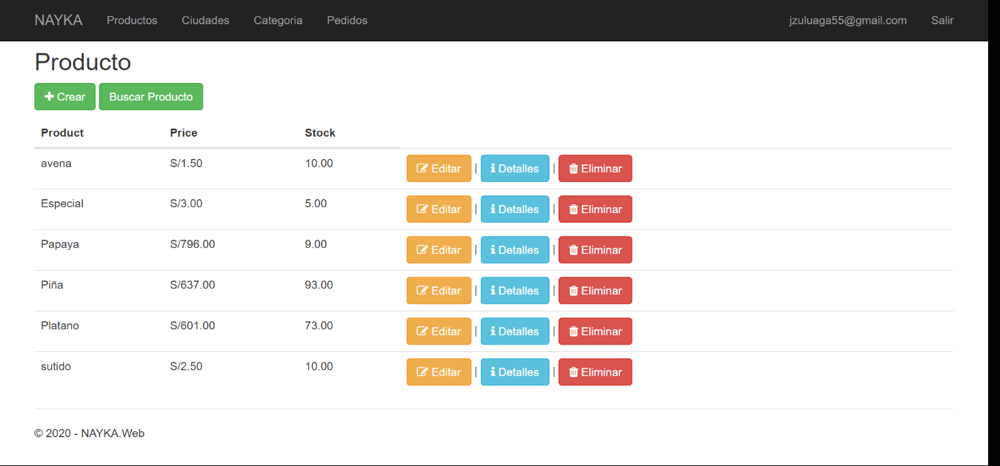 NAYKA Productos Ciudades Categoria Pedidos jzuluaga55@gmail.com Salir
Producto
Crear Buscar Producto
Product Price Stock
avena S/1.50 10.00 Editar | Detalles | Eliminar
Especial S/3.00 5.00 Editar | Detalles | Eliminar
Papaya S/796.00 9.00 Editar | Detalles | Eliminar
Piña S/637.00 93.00 Editar | Detalles | Eliminar
Platano S/601.00 73.00 Editar | Detalles | Eliminar
sutido S/2.50 10.00 Editar | Detalles | Eliminar
© 2020 - NAYKA.Web